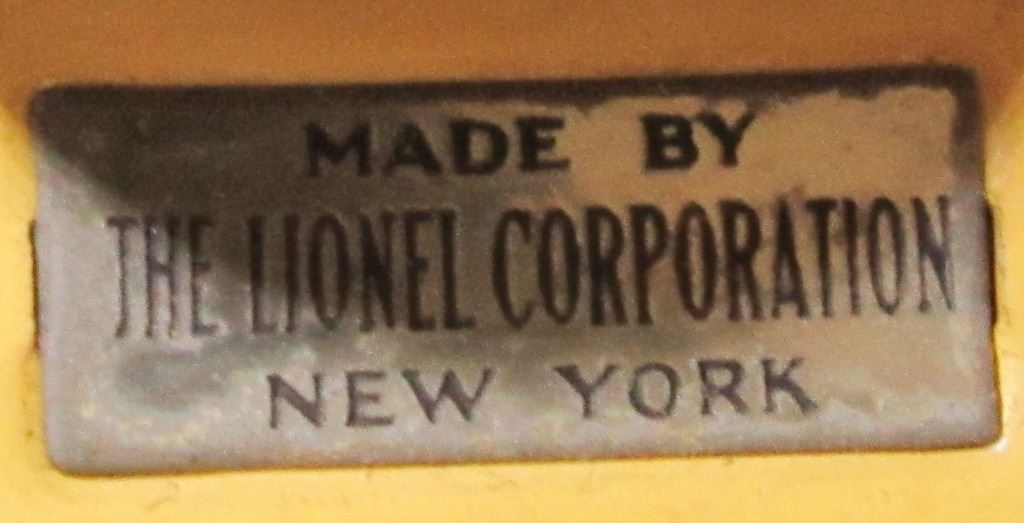 MADE BY
THE LIONEL CORPORATION
NEW YORK